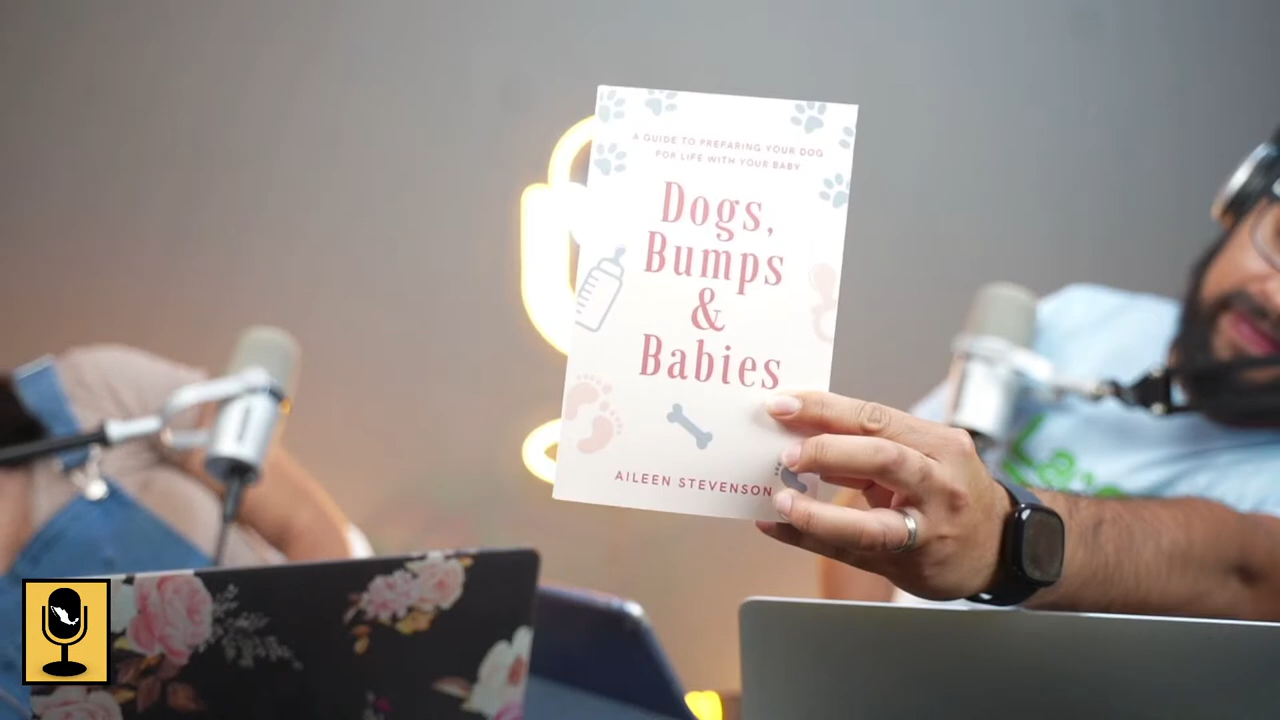 A GUIDE TO PREPARING YOUR DOG
FOR LIFE WITH YOUR BABY
Dogs,
Bumps
&
Babies
AILEEN STEVENSON